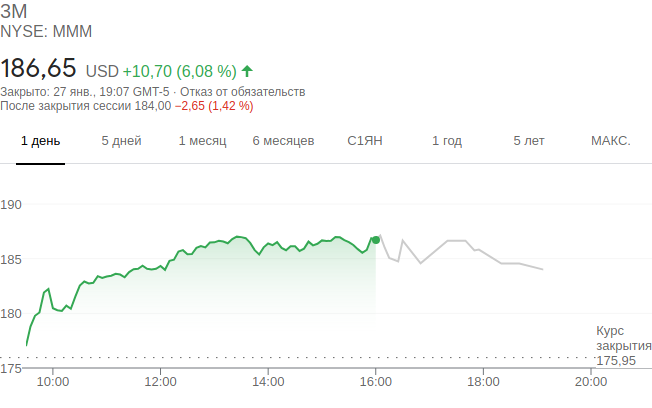 3M
NYSE: MMM
186,65 USD +10,70 (6,08 %)
Закрыто: 27 янв., 19:07 GMT-5 · Отказ от обязательств
После закрытия сессии 184,00 −2,65 (1,42 %)
1 день 5 дней 1 месяц 6 месяцев С1ЯН 1 год 5 лет МАКС.
190
185
180
Курс
закрытия
175,95
175
10:00 12:00 14:00 16:00 18:00 20:00